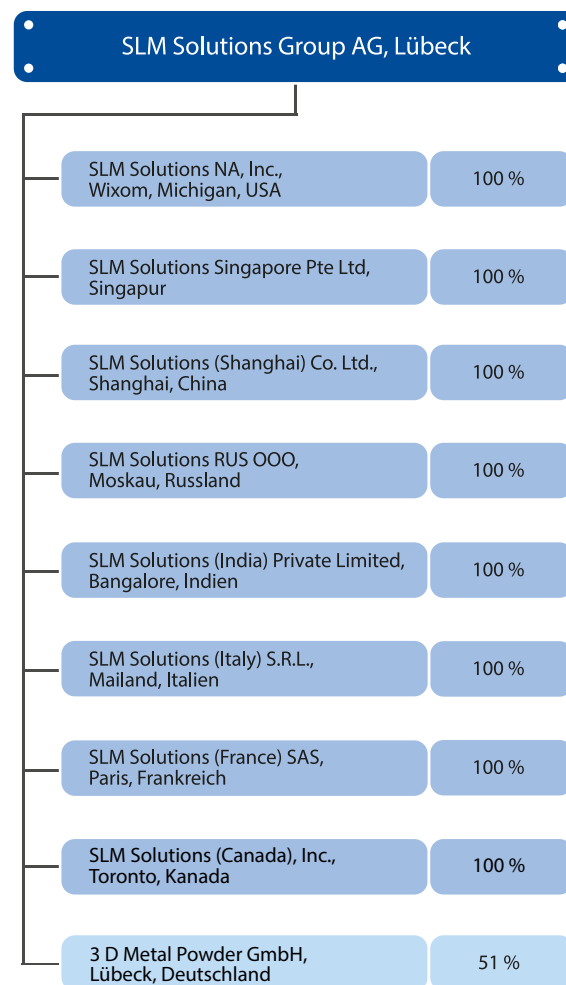 SLM Solutions Group AG, Lübeck
SLM Solutions NA, Inc.,
Wixom, Michigan, USA
100 %
SLM Solutions Singapore Pte Ltd,
Singapur
100 %
SLM Solutions (Shanghai) Co. Ltd.,
Shanghai, China
100 %
SLM Solutions RUS OOO,
Moskau, Russland
100 %
SLM Solutions (India) Private Limited,
Bangalore, Indien
100 %
SLM Solutions (Italy) S.R.L.,
Mailand, Italien
100 %
SLM Solutions (France) SAS,
Paris, Frankreich
100 %
SLM Solutions (Canada), Inc.,
Toronto, Kanada
100 %
3 D Metal Powder GmbH,
Lübeck, Deutschland
51 %